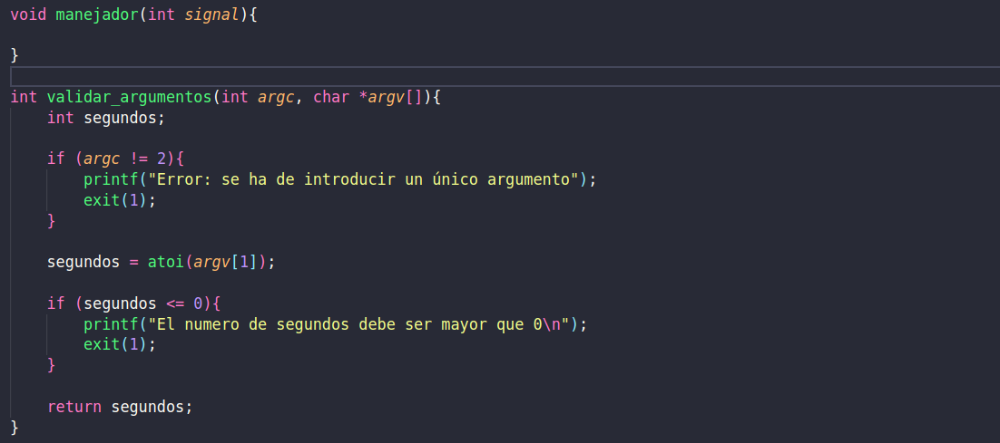 void manejador(int signal){
}
int validar_argumentos(int argc, char *argv[]){
    int segundos;
    if (argc != 2){
        printf("Error: se ha de introducir un único argumento");
        exit(1);
    }
    segundos = atoi(argv[1]);
    if (segundos <= 0){
        printf("El numero de segundos debe ser mayor que 0\n");
        exit(1);
    }
    return segundos;
}